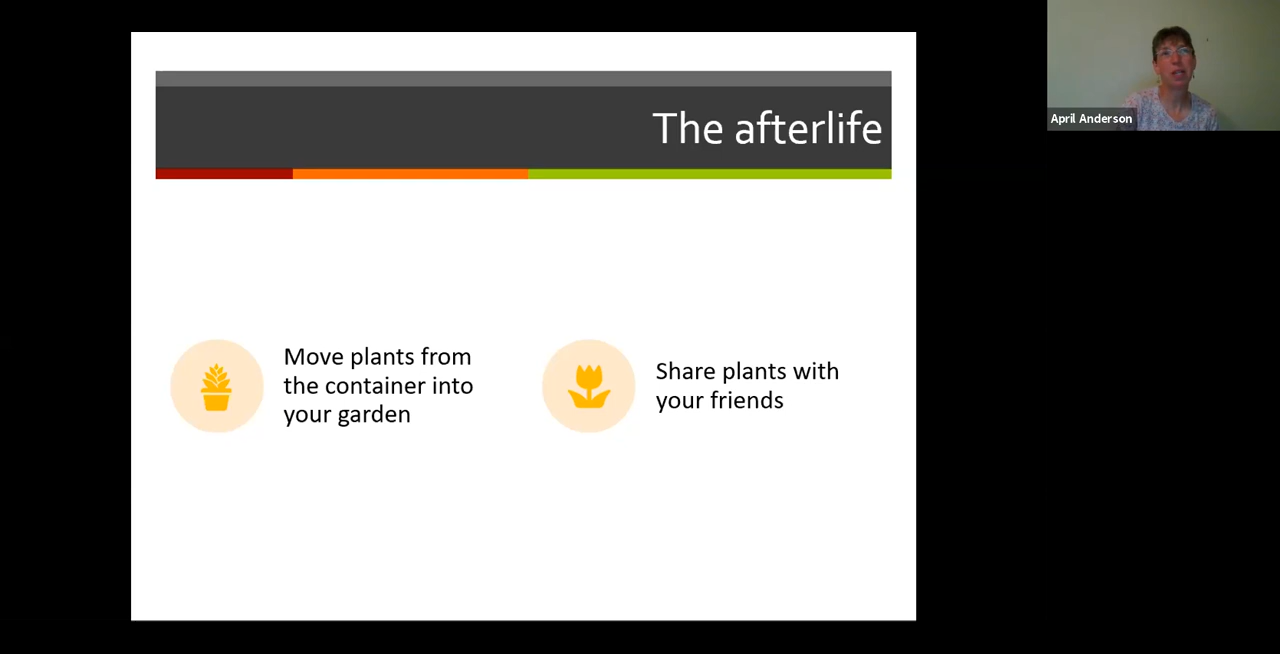 The afterlife
Move plants from
the container into
your garden
Share plants with
your friends
April Anderson